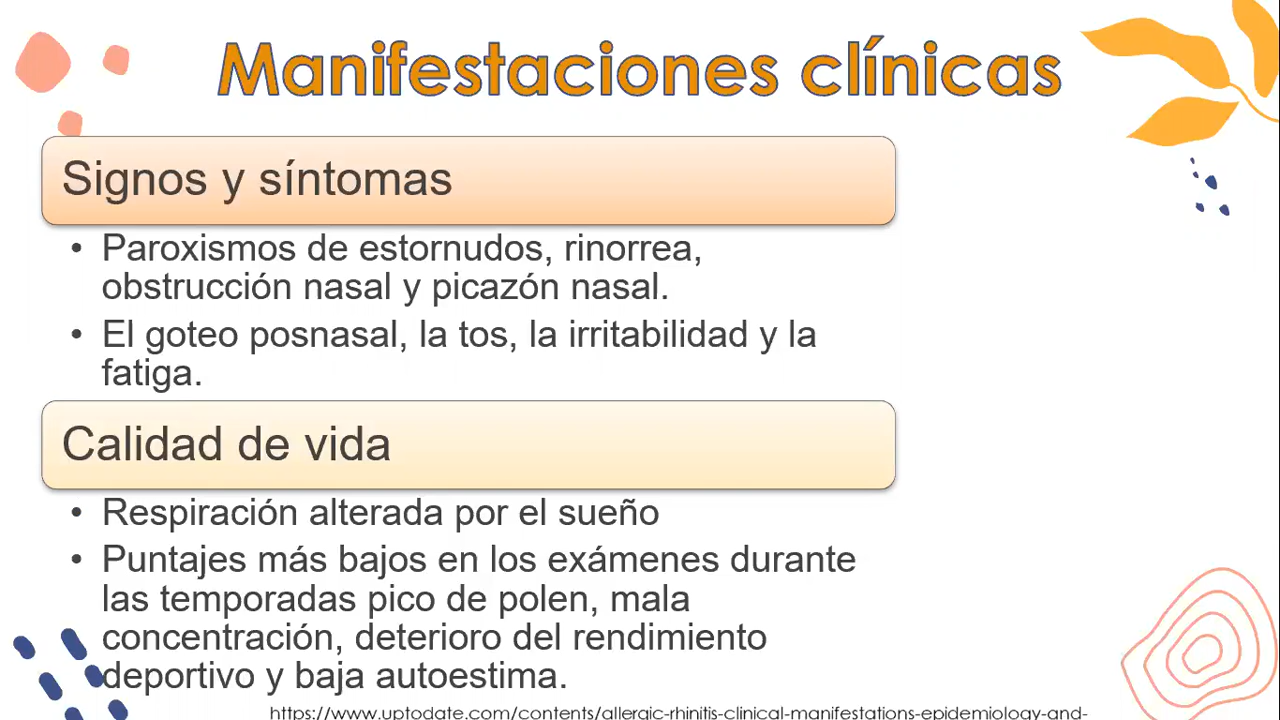 Manifestaciones clínicas
Signos y síntomas
• Paroxismos de estornudos, rinorrea,
obstrucción nasal y picazón nasal.
• El goteo posnasal, la tos, la irritabilidad y la
fatiga.
Calidad de vida
• Respiración alterada por el sueño
• Puntajes más bajos en los exámenes durante
las temporadas pico de polen, mala
concentración, deterioro del rendimiento
deportivo y baja autoestima.
https://www.uptodate.com/contents/allergic-rhinitis-clinical-manifestations-epidemiology-and-